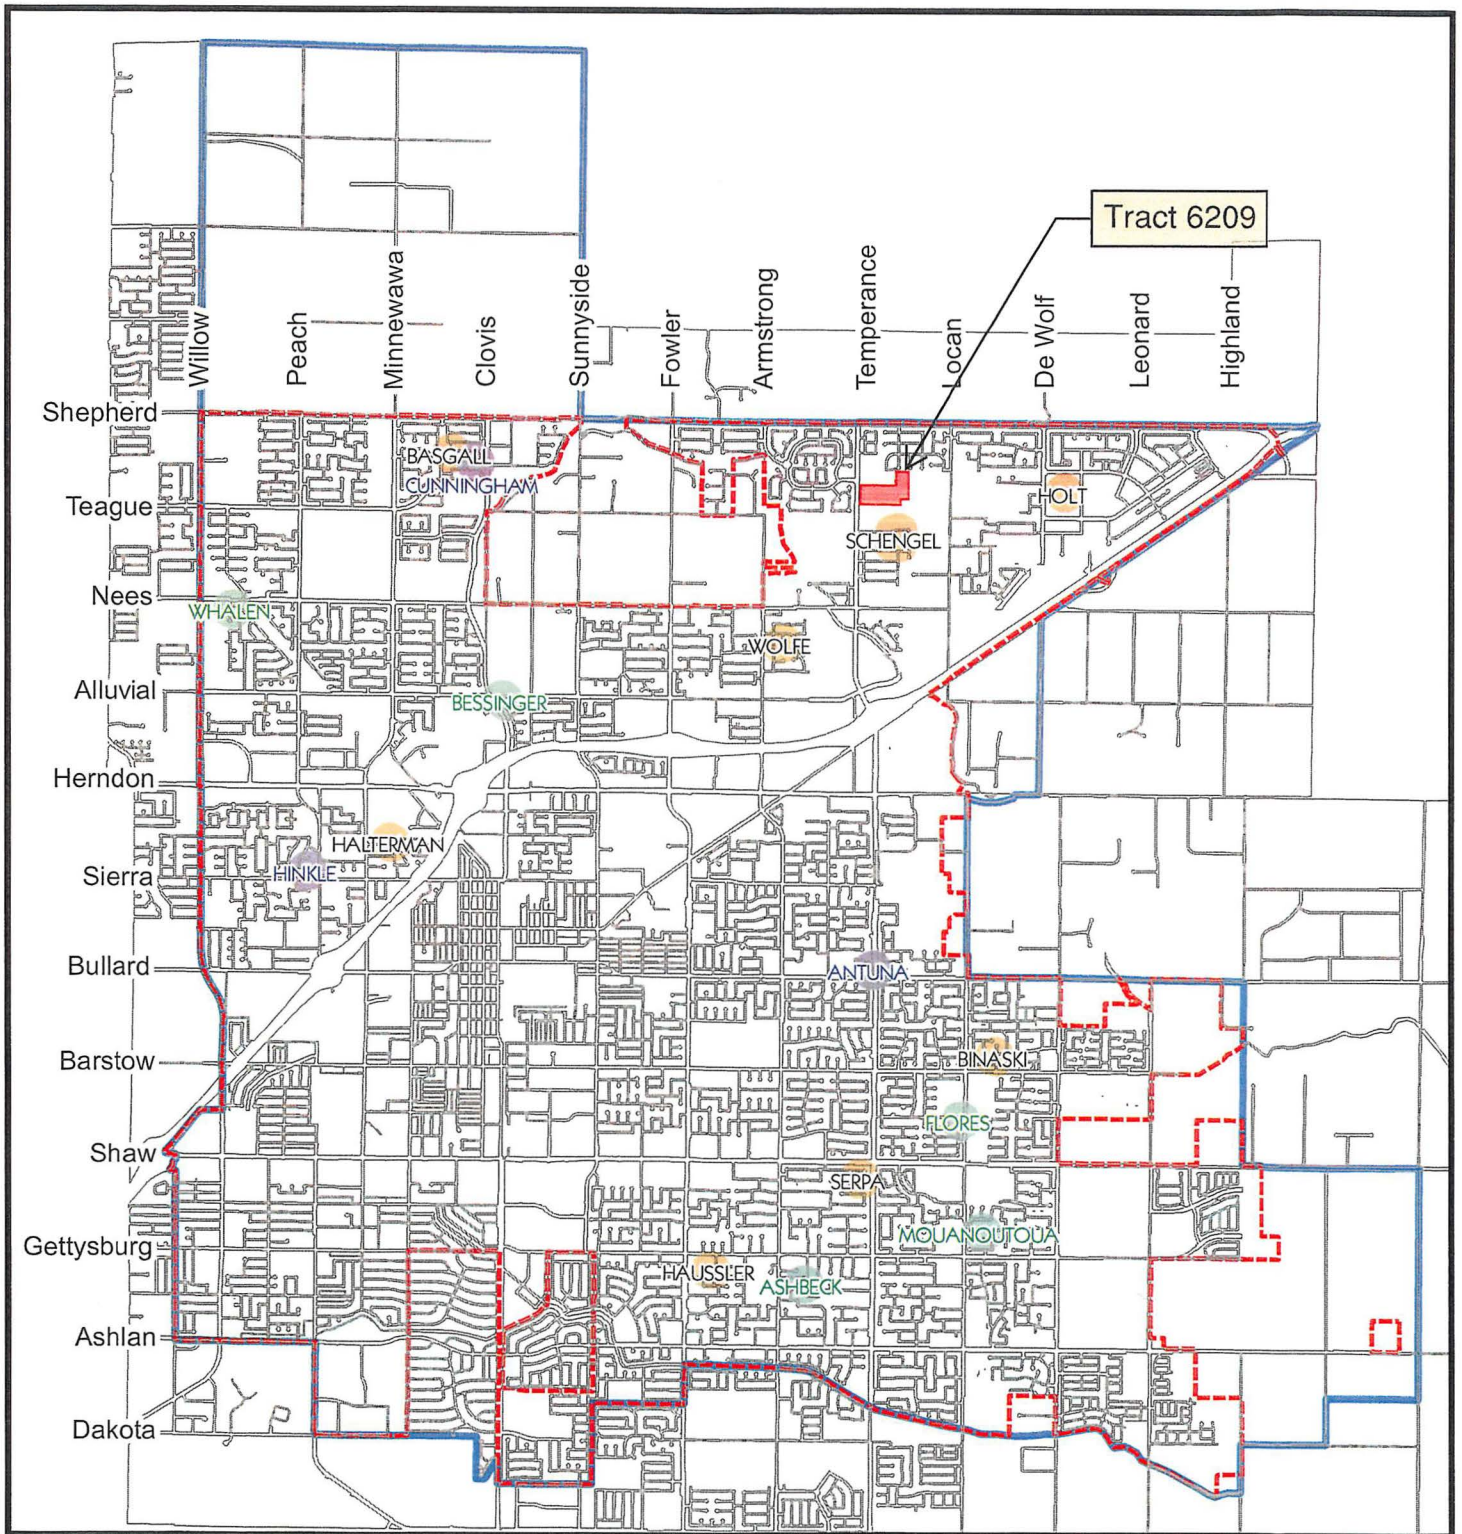 Tract 6209
Willow
Peach
Minnewawa
Clovis
Sunnyside
Fowler
Armstrong
Temperance
Locan
De Wolf
Leonard
Highland
Shepherd
BASGALL
CUNNINGHAM
HOLT
Teague
SCHENGEL
Nees
WHALEN
WOLFE
Alluvial
BESSINGER
Herndon
HALTERMAN
HINKLE
Sierra
Bullard
ANTUNA
Barstow
BINASKI
FLORES
Shaw
SERPA
MOUANOUTOUA
Gettysburg
HAUSSLER
ASHBECK
Ashlan
Dakota